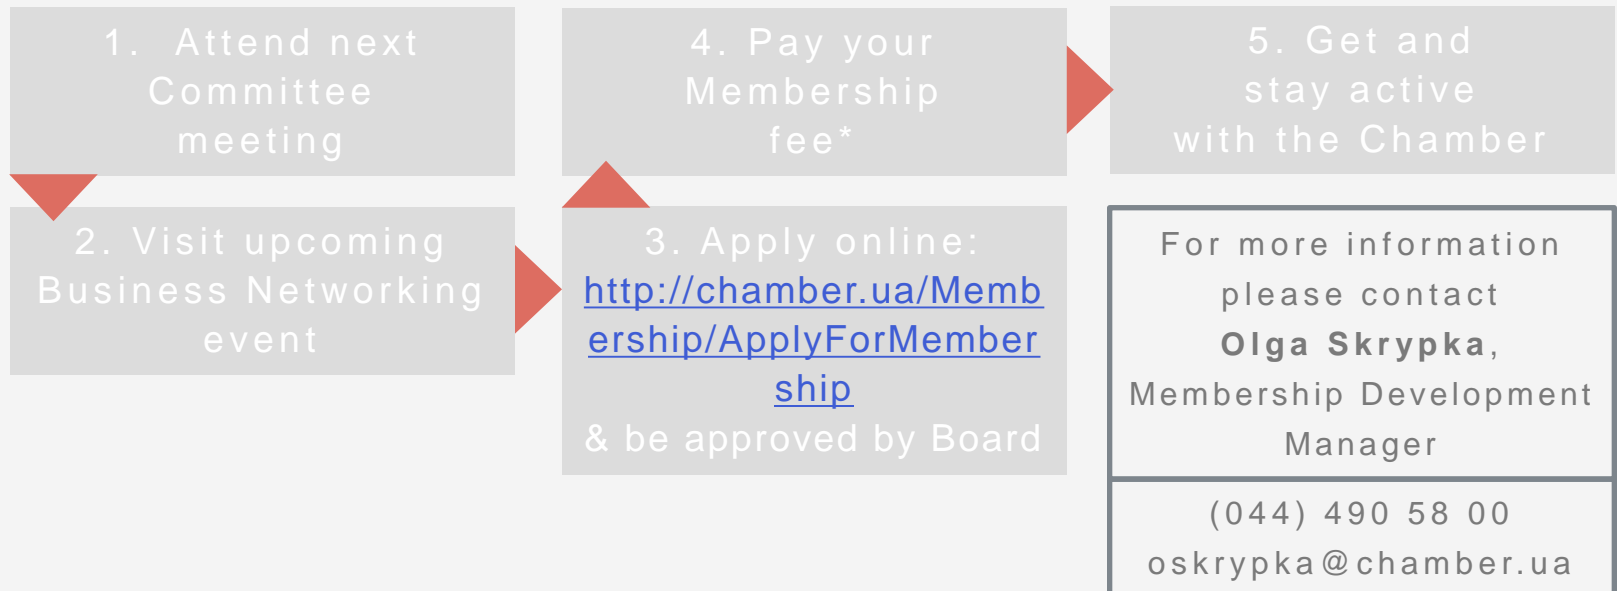 1. Attend next
Committee
meeting
2. Visit upcoming
Business Networking
event
3. Apply online:
http://chamber.ua/Memb
ership/ApplyForMember
ship
& be approved by Board
4. Pay your
Membership
fee*
5. Get and
stay active
with the Chamber
For more information
please contact
Olga Skrypka,
Membership Development
Manager
(044) 490 58 00
oskrypka@chamber.ua